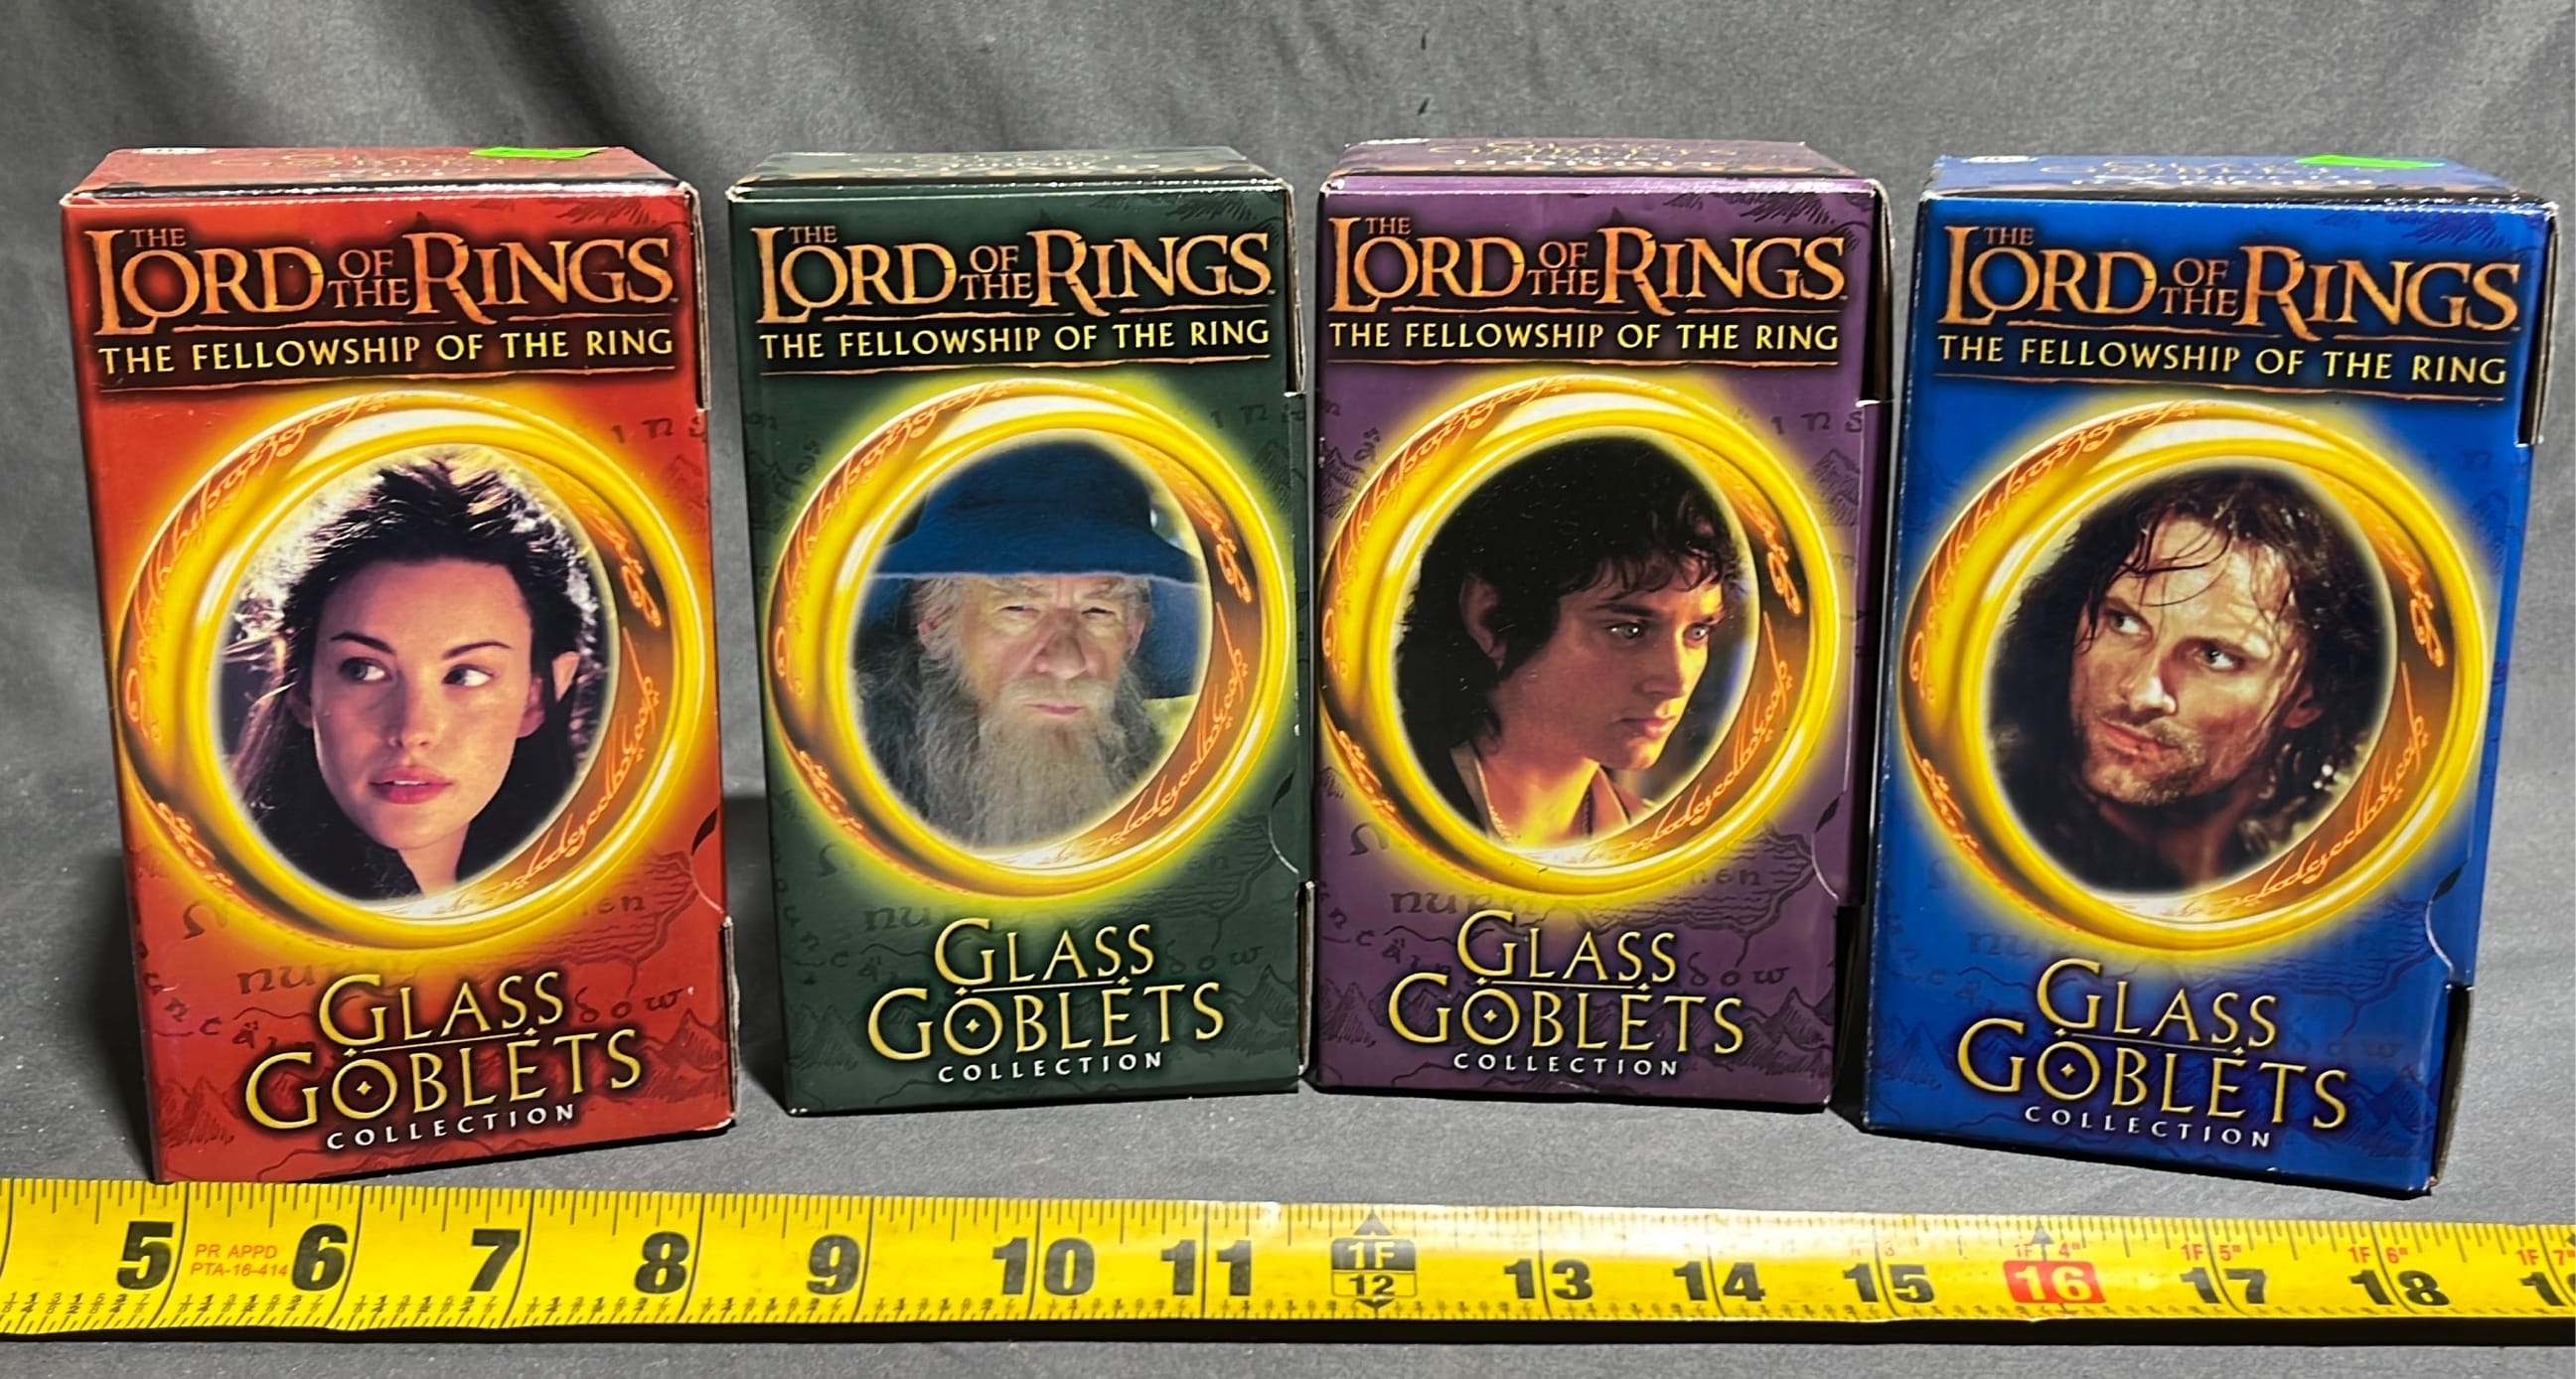 THE
LORD OF THE RINGS
THE FELLOWSHIP OF THE RING
GLASS
GOBLETS
COLLECTION
THE
LORD OF THE RINGS
THE FELLOWSHIP OF THE RING
GLASS
GOBLETS
COLLECTION
THE
LORD OF THE RINGS
THE FELLOWSHIP OF THE RING
GLASS
GOBLETS
COLLECTION
THE
LORD OF THE RINGS
THE FELLOWSHIP OF THE RING
GLASS
GOBLETS
COLLECTION
1F 4" 1F 5" 1F 6" 1F 7"
5 PR APPD 6 7 8 9 10 11 1F 12 13 14 15 16 17 18
PTA-16-414